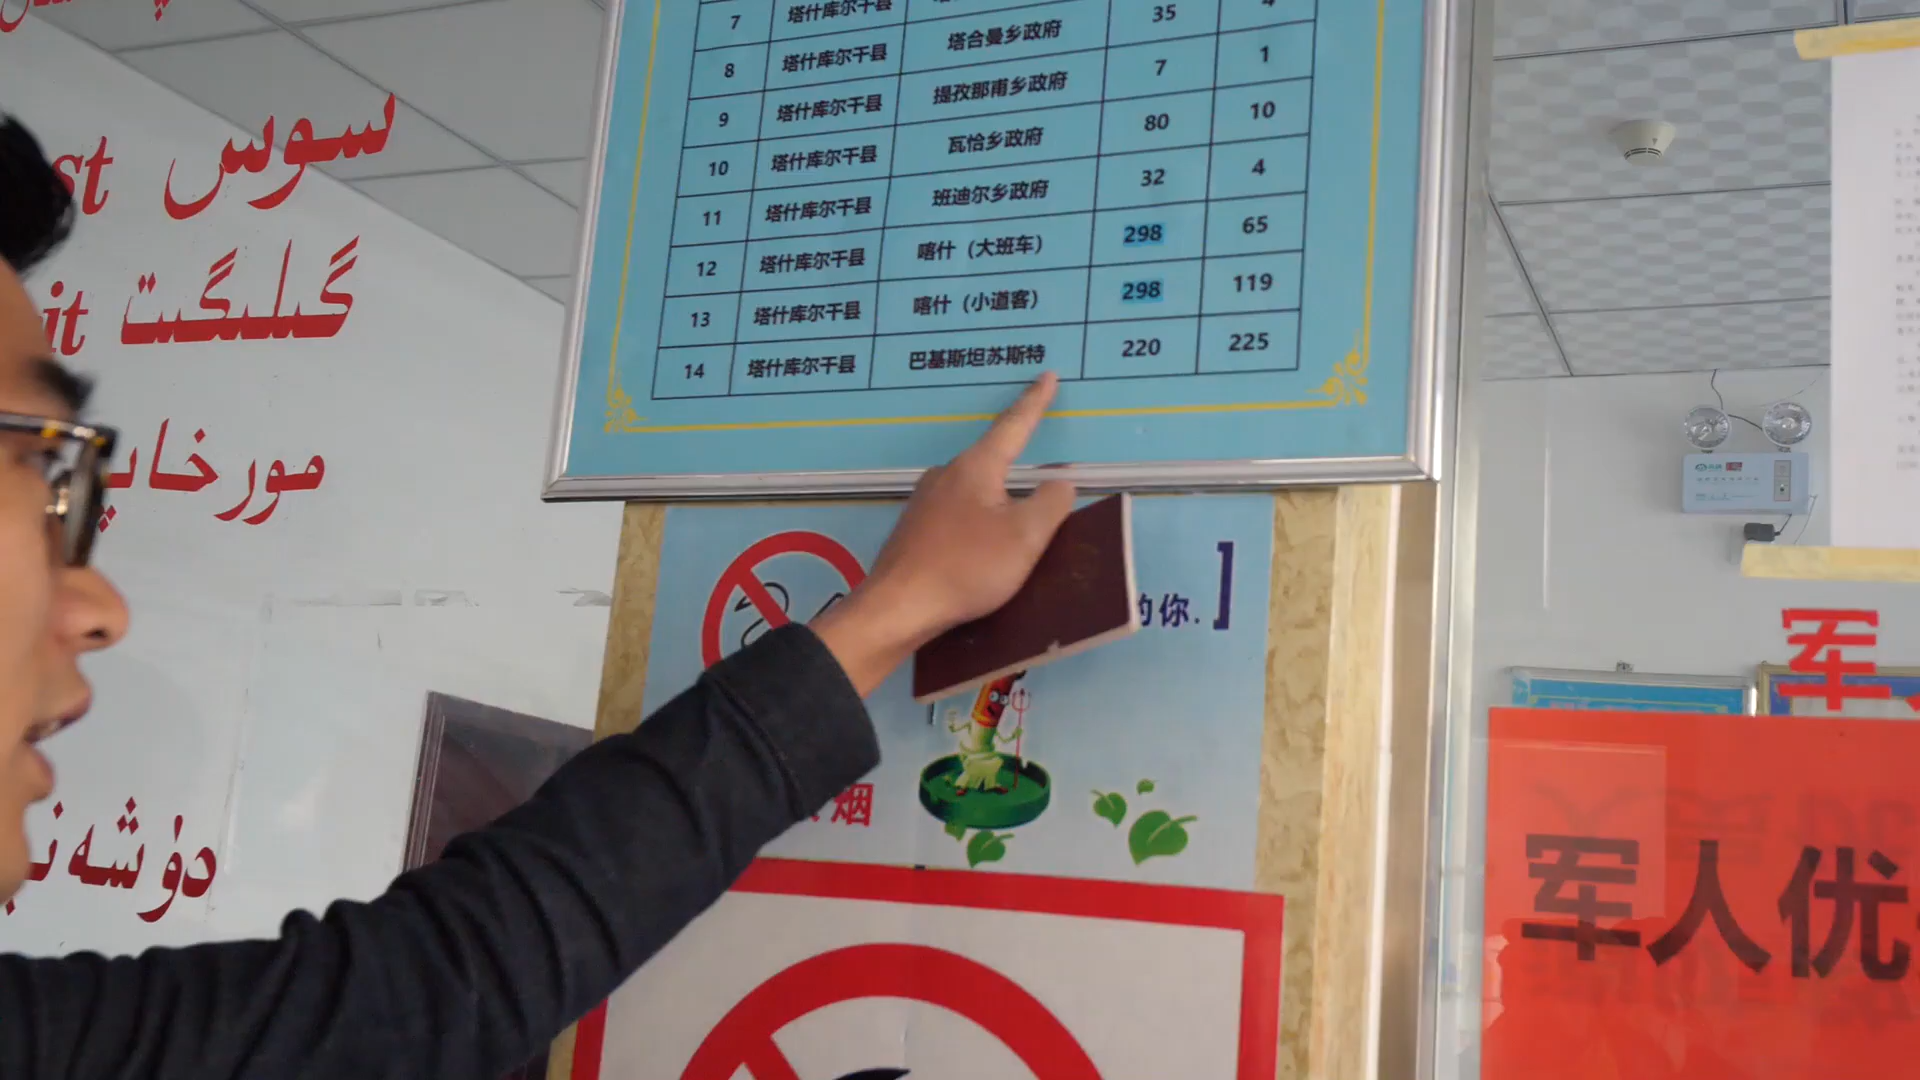 سوس st
گىلىگىت it
مورخاپ
دۇشەنـ
7 塔什库尔干县
8 塔什库尔干县 塔合曼乡政府 35 4
9 塔什库尔干县 提孜那甫乡政府 7 1
10 塔什库尔干县 瓦恰乡政府 80 10
11 塔什库尔干县 班迪尔乡政府 32 4
12 塔什库尔干县 喀什（大班车） 298 65
13 塔什库尔干县 喀什（小道客） 298 119
14 塔什库尔干县 巴基斯坦苏斯特 220 225
的你.]
烟
军
军人优